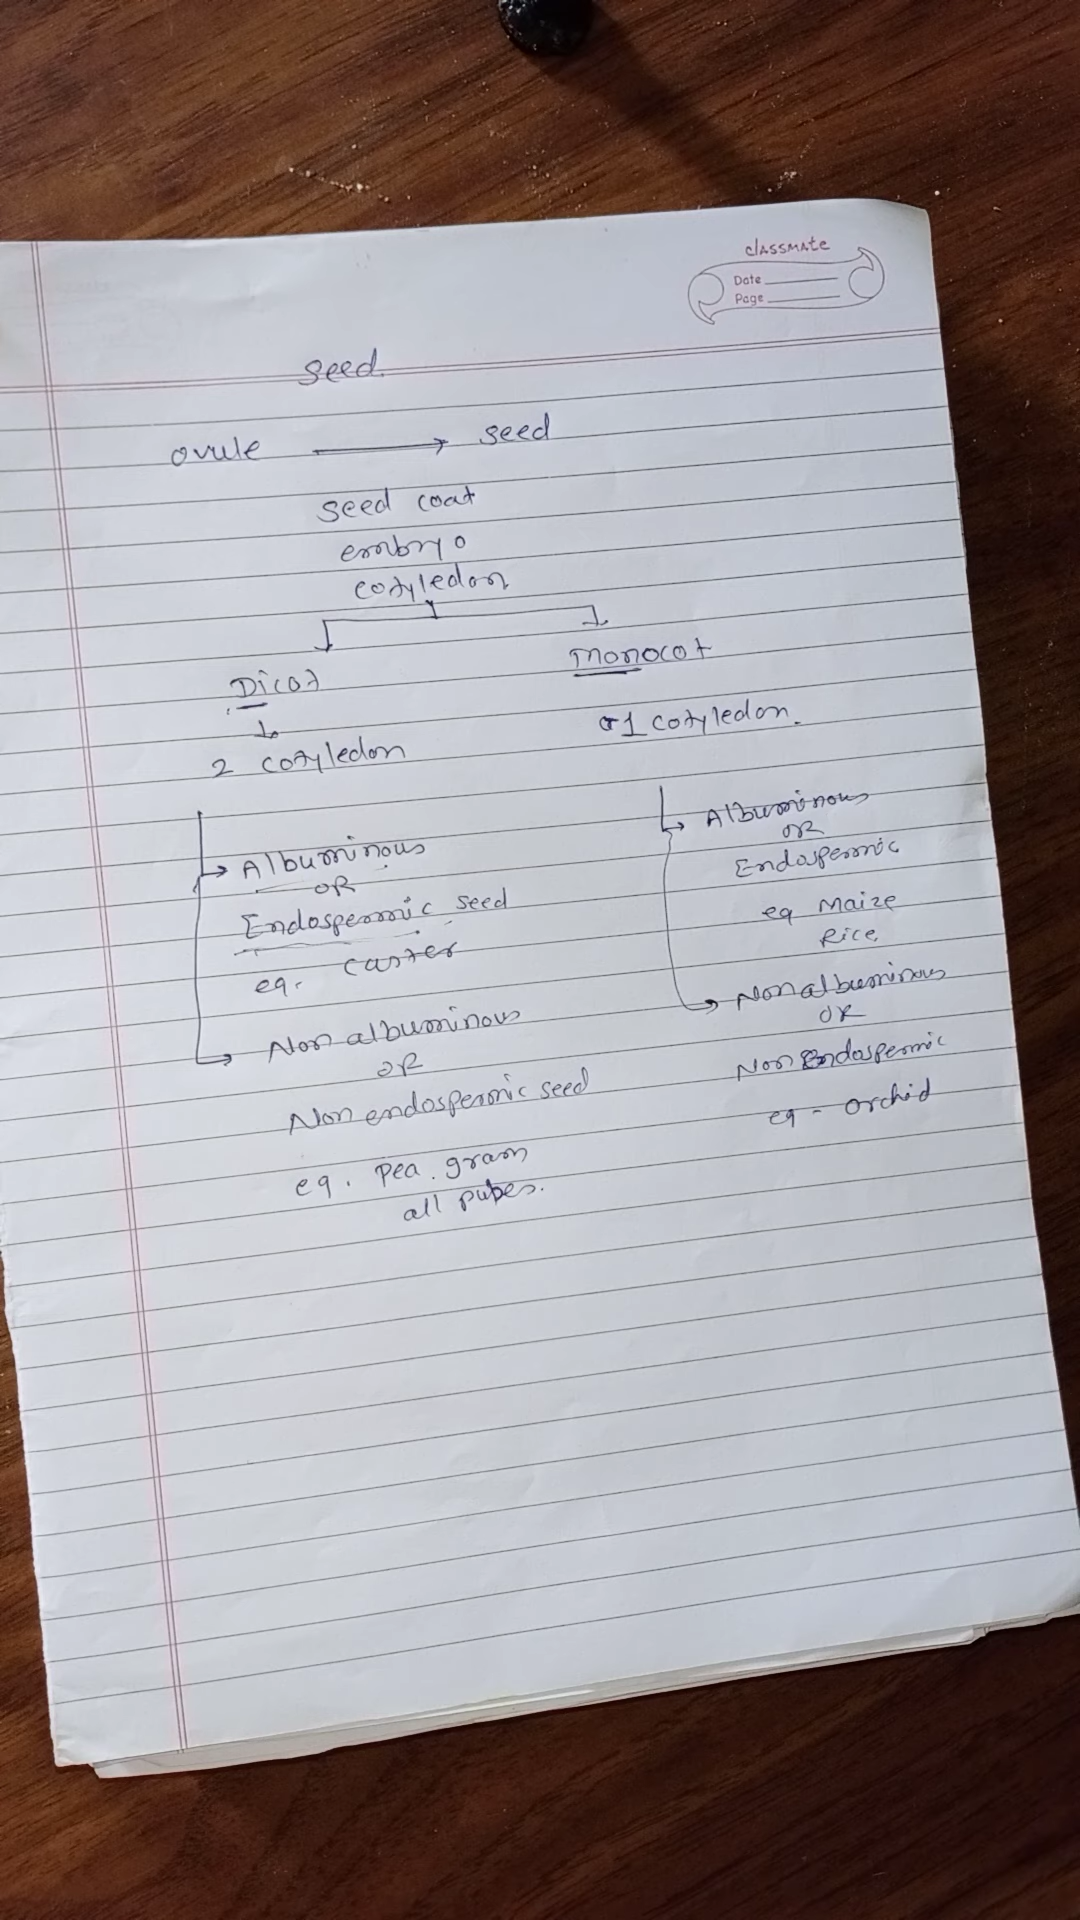 classmate
Date
Page
Seed.
ovule → seed
seed coat
embryo
cotyledon
Dicot
2 cotyledon
→ Albuminous
OR
Endospermic seed
eg. caster
→ Non albuminous
OR
Non endospermic seed
eg. pea. gram
all pulses.
Monocot
1 cotyledon.
→ Albuminous
OR
Endospermic
eg Maize
Rice,
→ Non albuminous
OR
Non Endospermic
eg - orchid